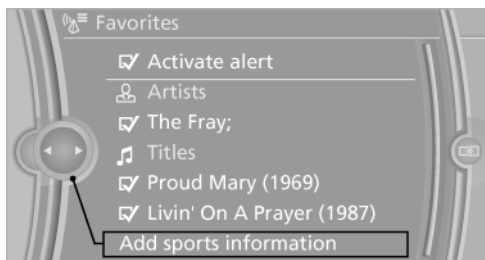 Favorites
Activate alert
Artists
The Fray;
Titles
Proud Mary (1969)
Livin' On A Prayer (1987)
Add sports information